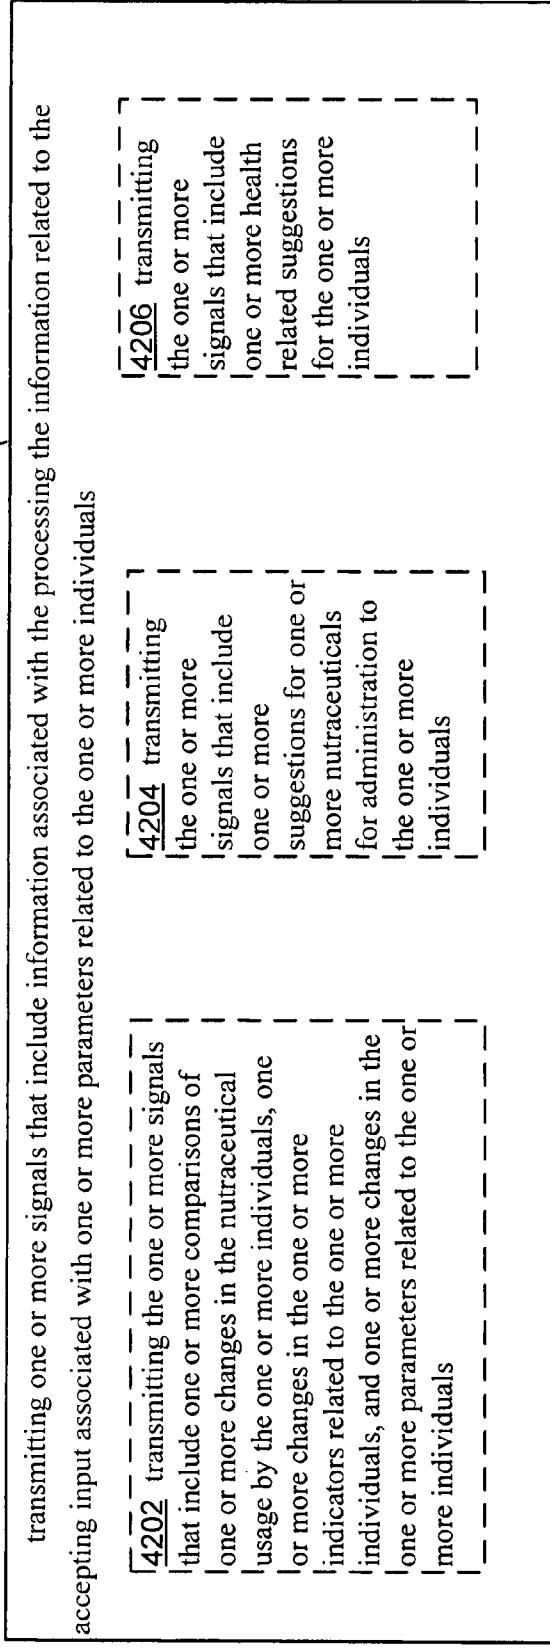 transmitting one or more signals that include information associated with the processing the information related to the
accepting input associated with one or more parameters related to the one or more individuals
4202 transmitting the one or more signals
that include one or more comparisons of
one or more changes in the nutraceutical
usage by the one or more individuals, one
or more changes in the one or more
indicators related to the one or more
individuals, and one or more changes in the
one or more parameters related to the one or
more individuals
4204 transmitting
the one or more
signals that include
one or more
suggestions for one or
more nutraceuticals
for administration to
the one or more
individuals
4206 transmitting
the one or more
signals that include
one or more health
related suggestions
for the one or more
individuals